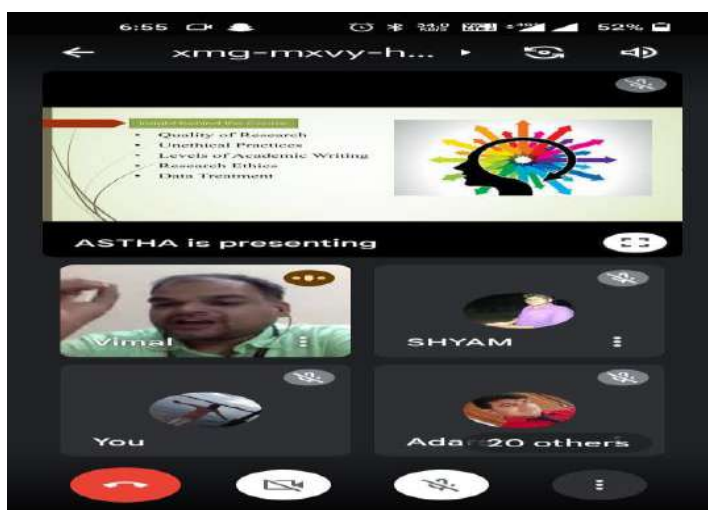 6:55 52%
xmg-mxvy-h...
• Quality of Research
• Unethical Practices
• Levels of Academic Writing
• Research Ethics
• Data Treatment
ASTHA is presenting
Vimal
SHYAM
You
Ada 20 others